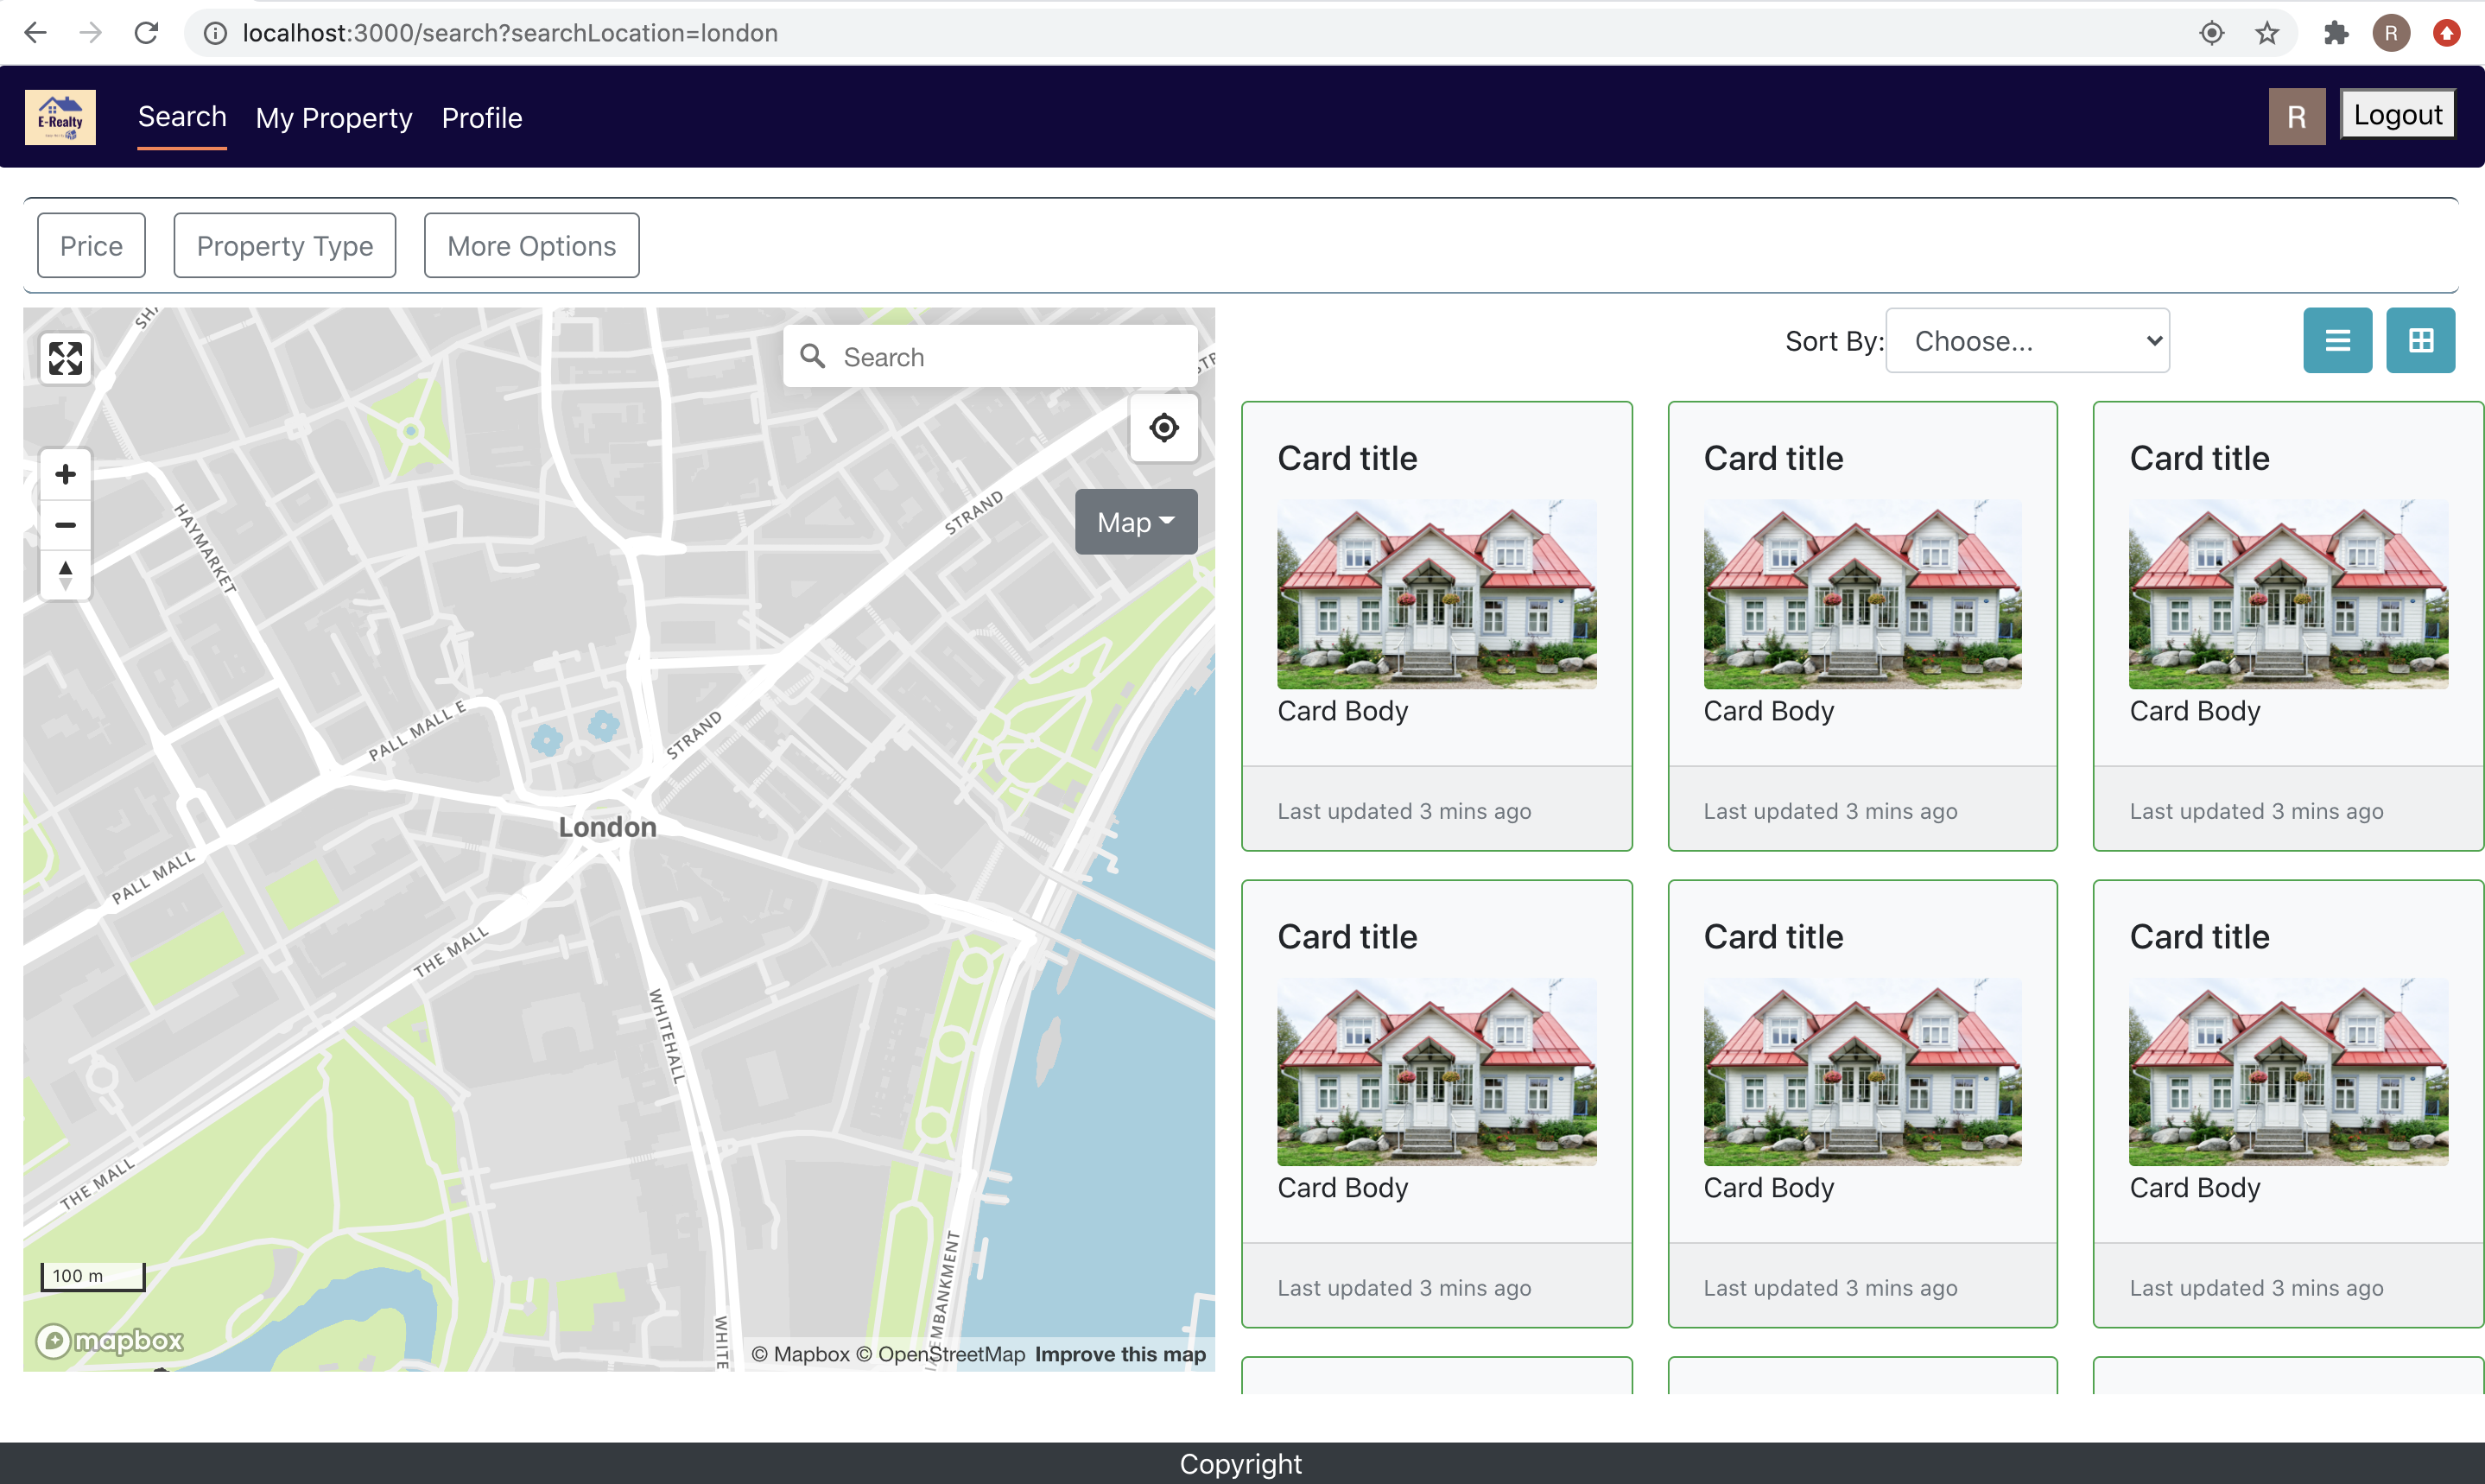 localhost:3000/search?searchLocation=london
R
E-Realty
Search
My Property
Profile
R
Logout
Price
Property Type
More Options
Search
Map
HAYMARKET
STRAND
PALL MALL E
STRAND
London
PALL MALL
THE MALL
WHITEHALL
THE MALL
EMBANKMENT
WHITE
100 m
mapbox
© Mapbox © OpenStreetMap Improve this map
Sort By:
Choose...
Card title
Card Body
Last updated 3 mins ago
Card title
Card Body
Last updated 3 mins ago
Card title
Card Body
Last updated 3 mins ago
Card title
Card Body
Last updated 3 mins ago
Card title
Card Body
Last updated 3 mins ago
Card title
Card Body
Last updated 3 mins ago
Copyright